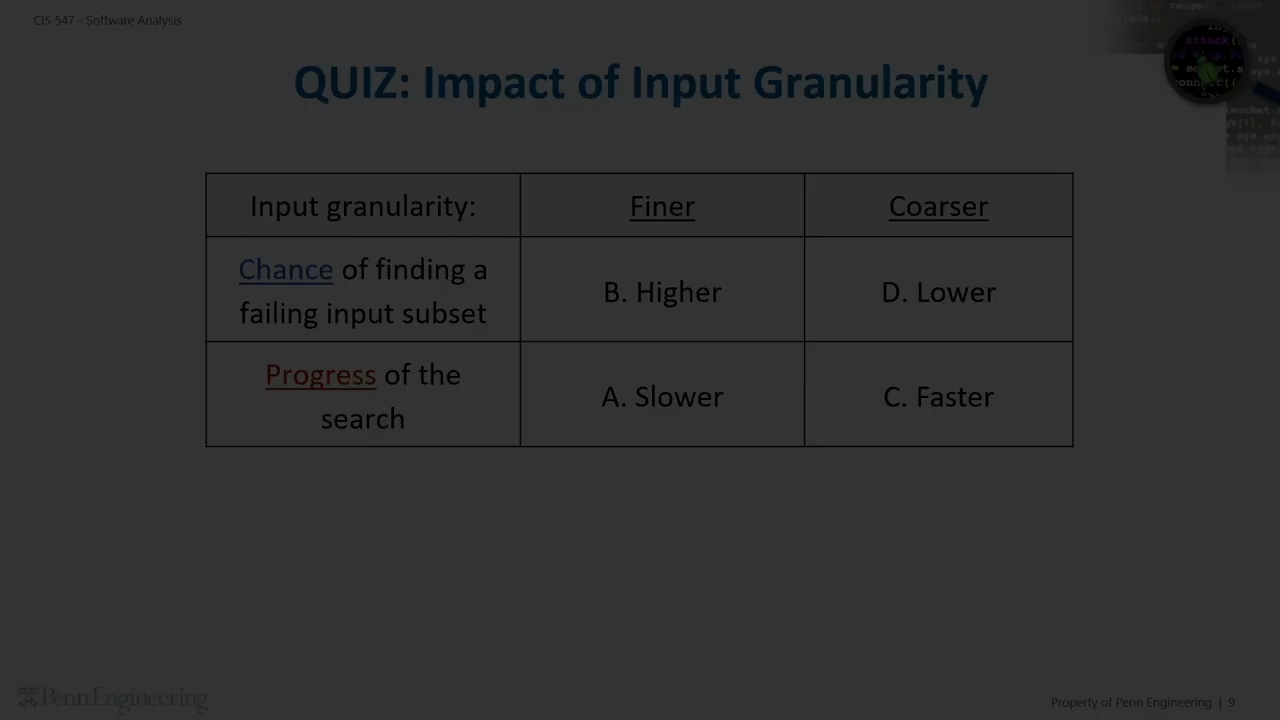 CIS 547 - Software Analysis
QUIZ: Impact of Input Granularity
Input granularity:
Finer
Coarser
Chance of finding a
failing input subset
B. Higher
D. Lower
Progress of the
search
A. Slower
C. Faster
attack(
Penn Engineering
Property of Penn Engineering | 9